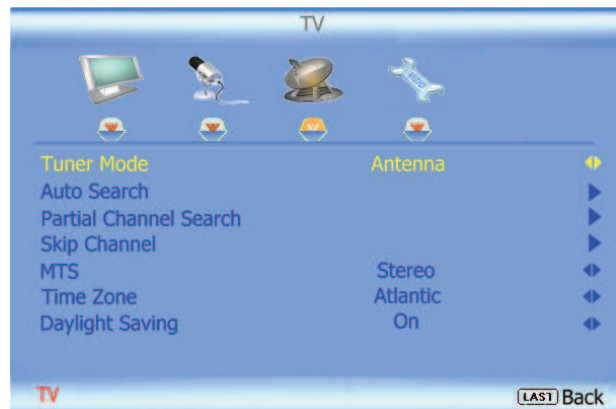 TV
VIZIO
Tuner Mode Antenna
Auto Search
Partial Channel Search
Skip Channel
MTS Stereo
Time Zone Atlantic
Daylight Saving On
TV LAST Back